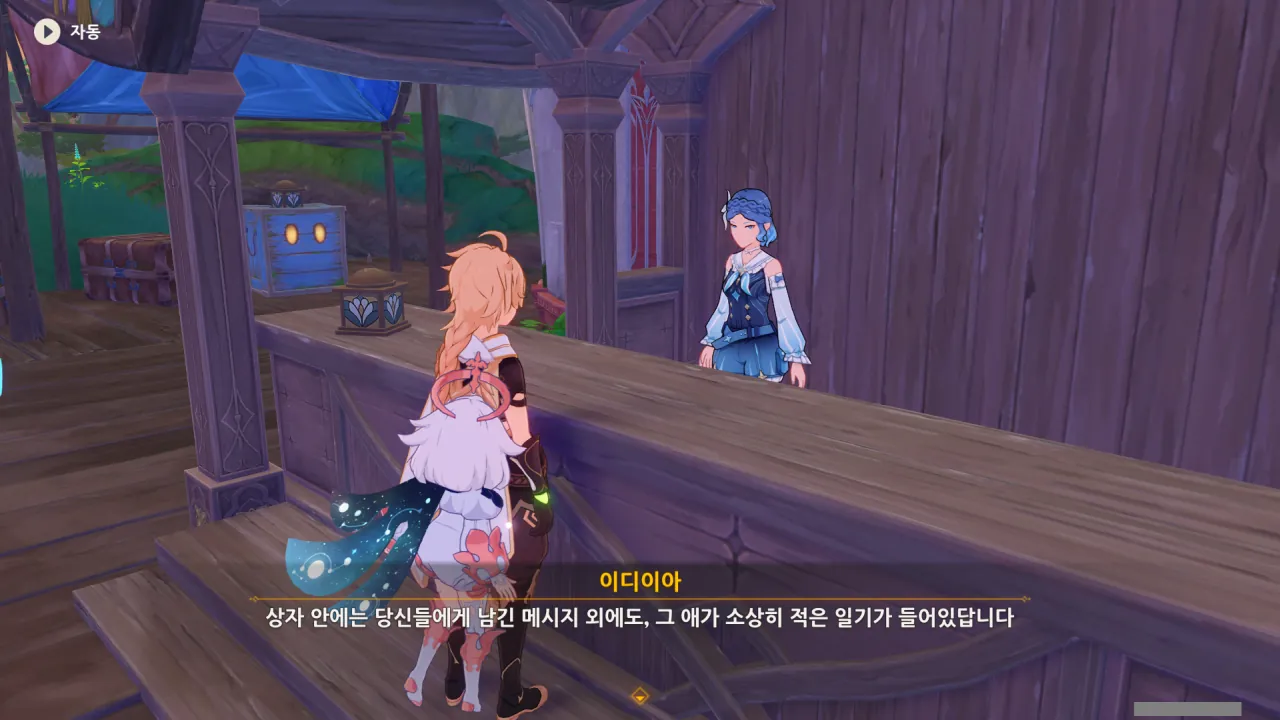 자동
이디이아
상자 안에는 당신들에게 남긴 메시지 외에도, 그 애가 소상히 적은 일기가 들어있답니다